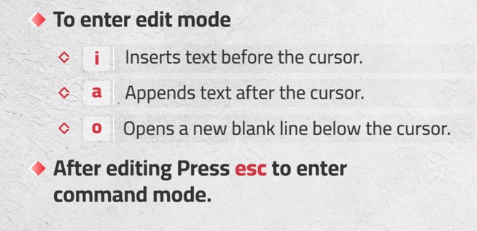 To enter edit mode
i Inserts text before the cursor.
a Appends text after the cursor.
o Opens a new blank line below the cursor.
After editing Press esc to enter
command mode.